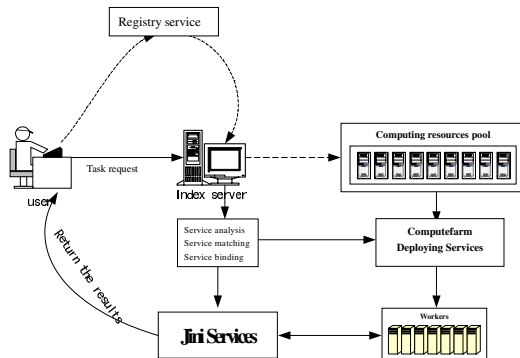 Registry service
Computing resources pool
Task request
user
Index server
Service analysis
Service matching
Service binding
Computefarm
Deploying Services
Return the results
Workers
Jini Services